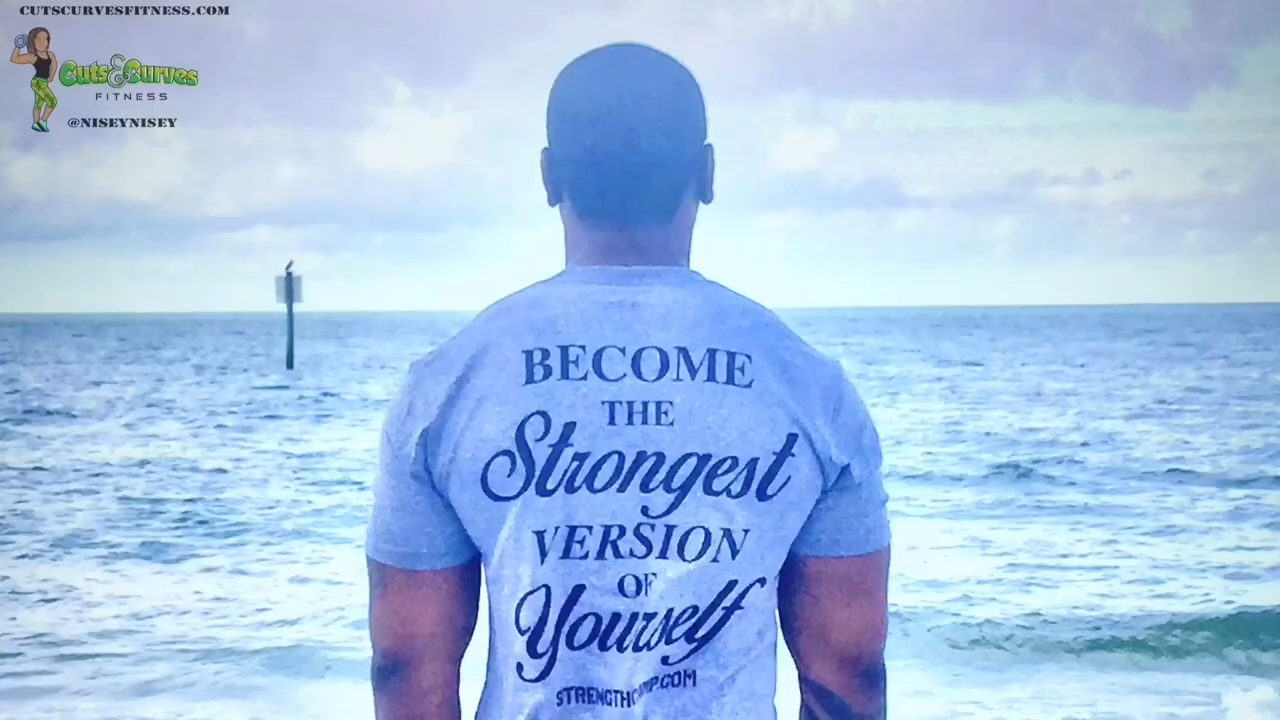 CUTSCURVESFITNESS.COM
Cuts&Curves
FITNESS
@NISEYNISEY
BECOME
THE
Strongest
VERSION
OF
Yourself